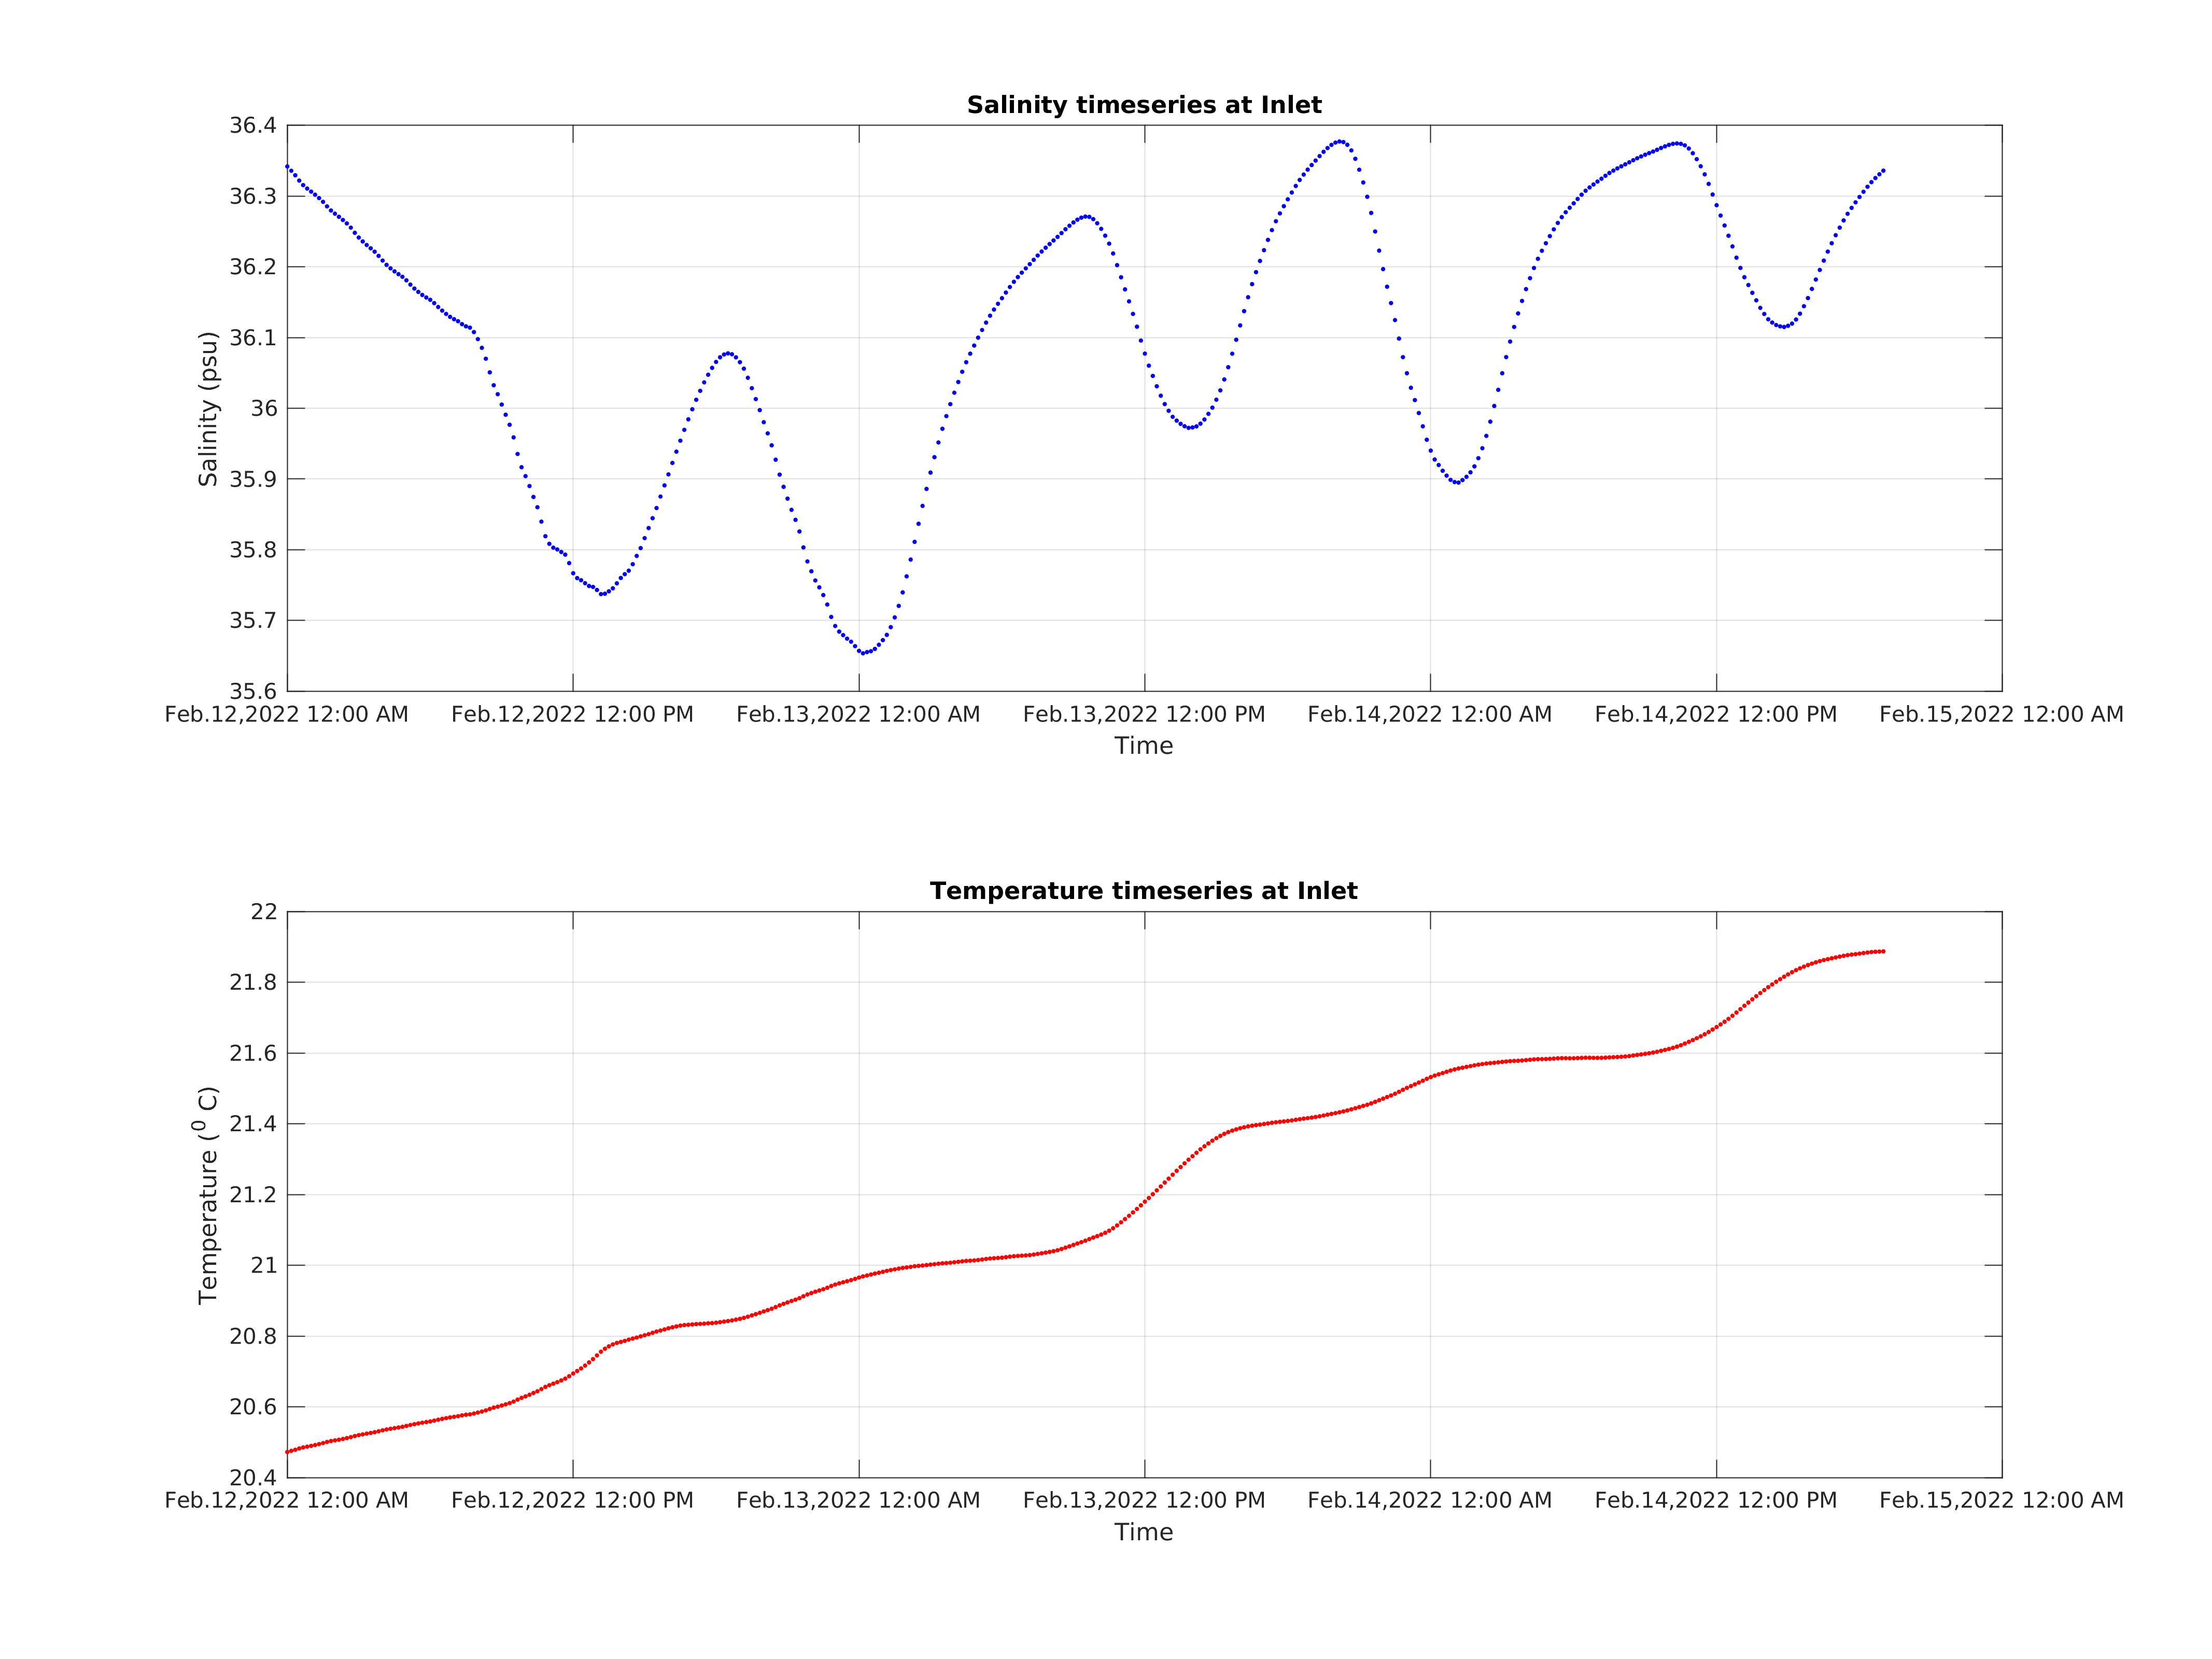 Salinity timeseries at Inlet
36.4
36.3
36.2
36.1
36
35.9
35.8
35.7
35.6
Salinity (psu)
Feb.12,2022 12:00 AM Feb.12,2022 12:00 PM Feb.13,2022 12:00 AM Feb.13,2022 12:00 PM Feb.14,2022 12:00 AM Feb.14,2022 12:00 PM Feb.15,2022 12:00 AM
Time
Temperature timeseries at Inlet
22
21.8
21.6
21.4
21.2
21
20.8
20.6
20.4
Temperature (⁰ C)
Feb.12,2022 12:00 AM Feb.12,2022 12:00 PM Feb.13,2022 12:00 AM Feb.13,2022 12:00 PM Feb.14,2022 12:00 AM Feb.14,2022 12:00 PM Feb.15,2022 12:00 AM
Time